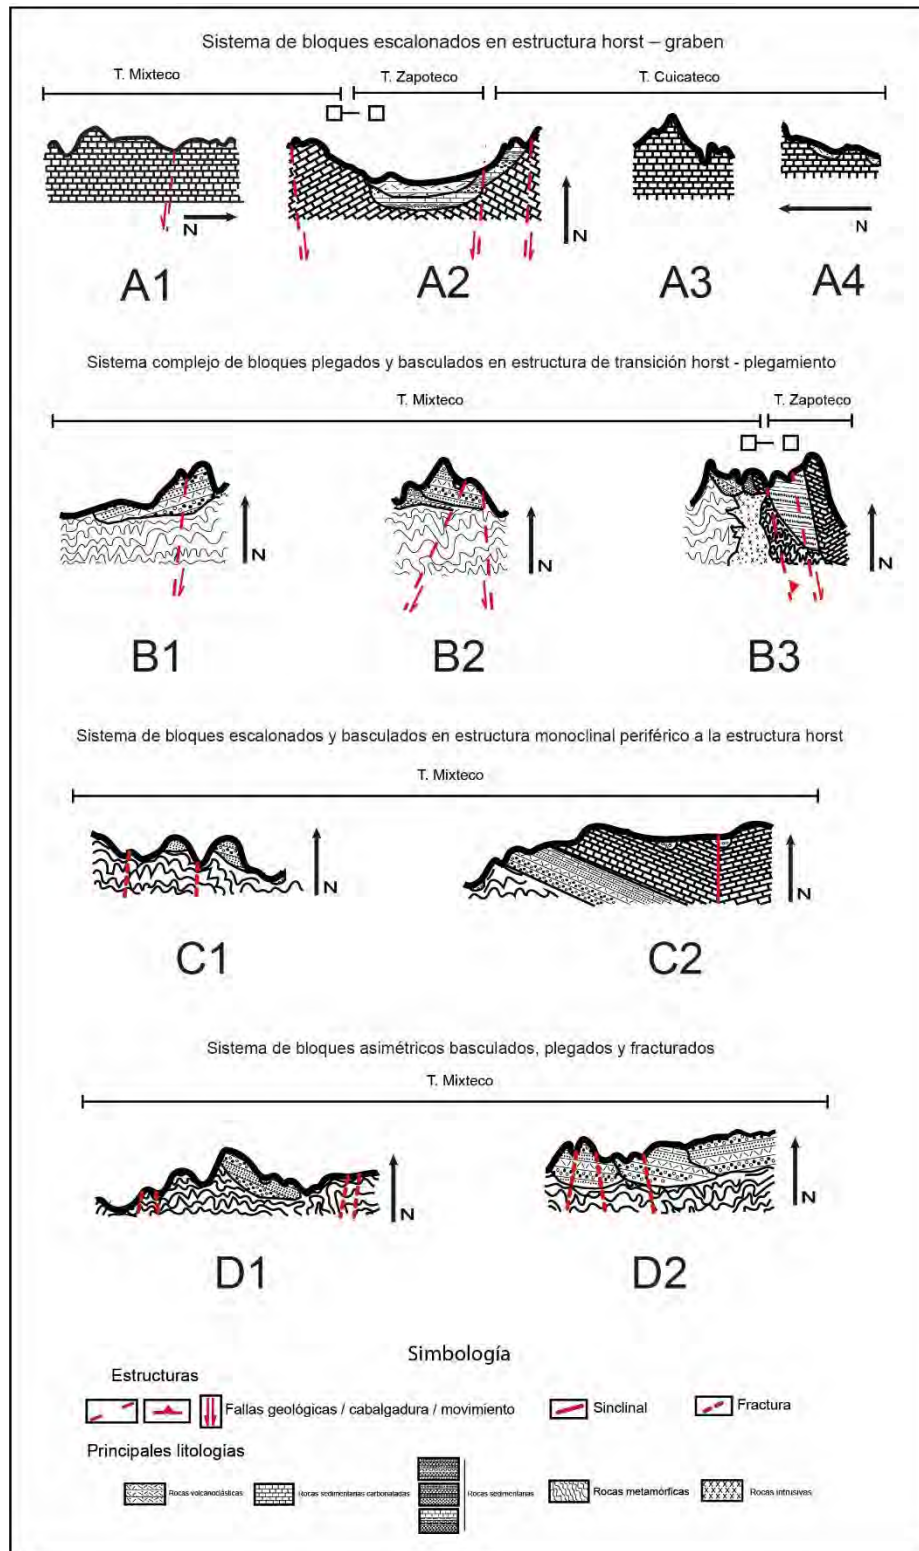 Sistema de bloques escalonados en estructura horst – graben
T. Mixteco
T. Zapoteco
T. Cuicateco
N
N
N
A1
A2
A3
A4
Sistema complejo de bloques plegados y basculados en estructura de transición horst - plegamiento
T. Mixteco
T. Zapoteco
N
N
N
B1
B2
B3
Sistema de bloques escalonados y basculados en estructura monoclinal periférico a la estructura horst
T. Mixteco
N
N
C1
C2
Sistema de bloques asimétricos basculados, plegados y fracturados
T. Mixteco
N
N
D1
D2
Simbología
Estructuras
Fallas geológicas / cabalgadura / movimiento
Sinclinal
Fractura
Principales litologías
Rocas volcanoclásticas
Rocas sedimentarias carbonatadas
Rocas sedimentarias
Rocas metamórficas
Rocas intrusivas